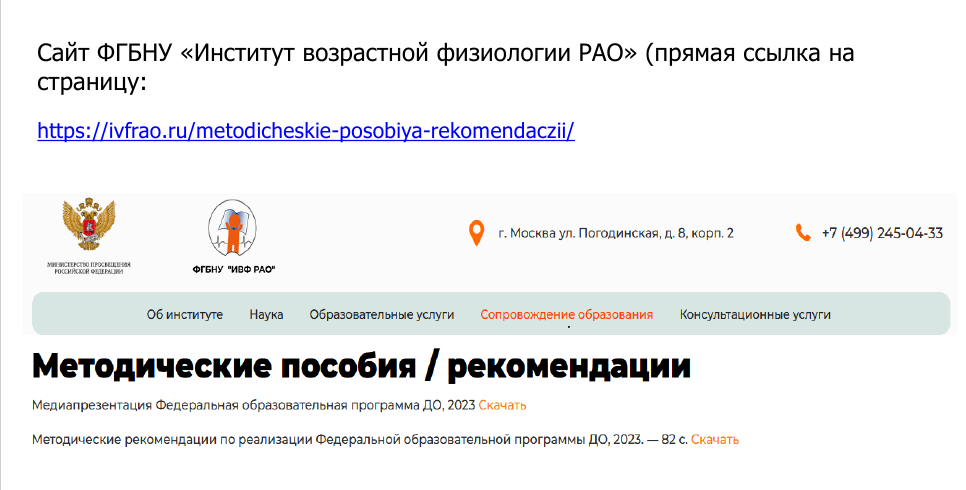 Сайт ФГБНУ «Институт возрастной физиологии РАО» (прямая ссылка на
страницу:
https://ivfrao.ru/metodicheskie-posobiya-rekomendaczii/
МИНИСТЕРСТВО ПРОСВЕЩЕНИЯ
РОССИЙСКОЙ ФЕДЕРАЦИИ
ФГБНУ "ИВФ РАО"
г. Москва ул. Погодинская, д. 8, корп. 2
+7 (499) 245-04-33
Об институте Наука Образовательные услуги Сопровождение образования Консультационные услуги
Методические пособия / рекомендации
Медиапрезентация Федеральная образовательная программа ДО, 2023 Скачать
Методические рекомендации по реализации Федеральной образовательной программы ДО, 2023. — 82 с. Скачать